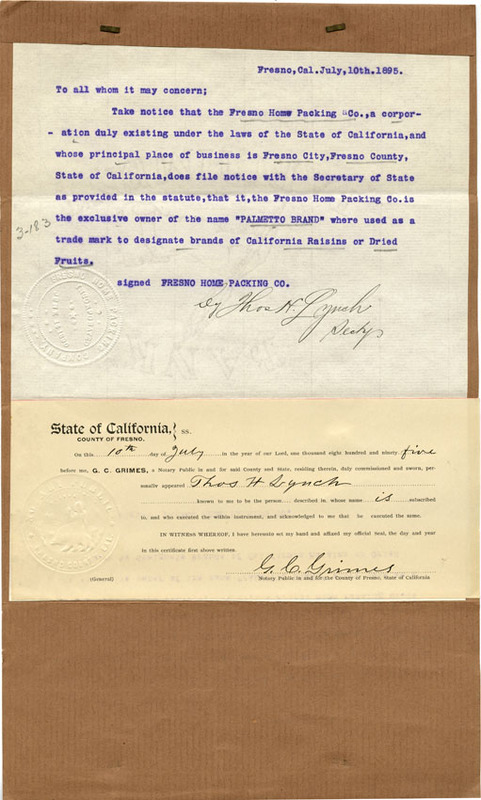 Fresno,Cal.July,10th.1895.
To all whom it may concern;
Take notice that the Fresno Home Packing Co.,a corpor-
- ation duly existing under the laws of the State of California,and
whose principal place of business is Fresno City,Fresno County,
State of California,does file notice with the Secretary of State
as provided in the statute,that it,the Fresno Home Packing Co.is
the exclusive owner of the name "PALMETTO BRAND" where used as a
trade mark to designate brands of California Raisins or Dried
Fruits.
3-183
signed FRESNO HOME PACKING CO.
By Thos H. Lynch
Secty
State of California, } SS.
COUNTY OF FRESNO.
On this 10th day of July in the year of our Lord, one thousand eight hundred and ninety five
before me, G. C. GRIMES, a Notary Public in and for said County and State, residing therein, duly commissioned and sworn, per-
sonally appeared Thos H Lynch
known to me to be the person described in, whose name is subscribed
to, and who executed the within instrument, and acknowledged to me that he executed the same.
IN WITNESS WHEREOF, I have hereunto set my hand and affixed my official Seal, the day and year
in this certificate first above written.
G. C. Grimes
(General) Notary Public in and for the County of Fresno, State of California